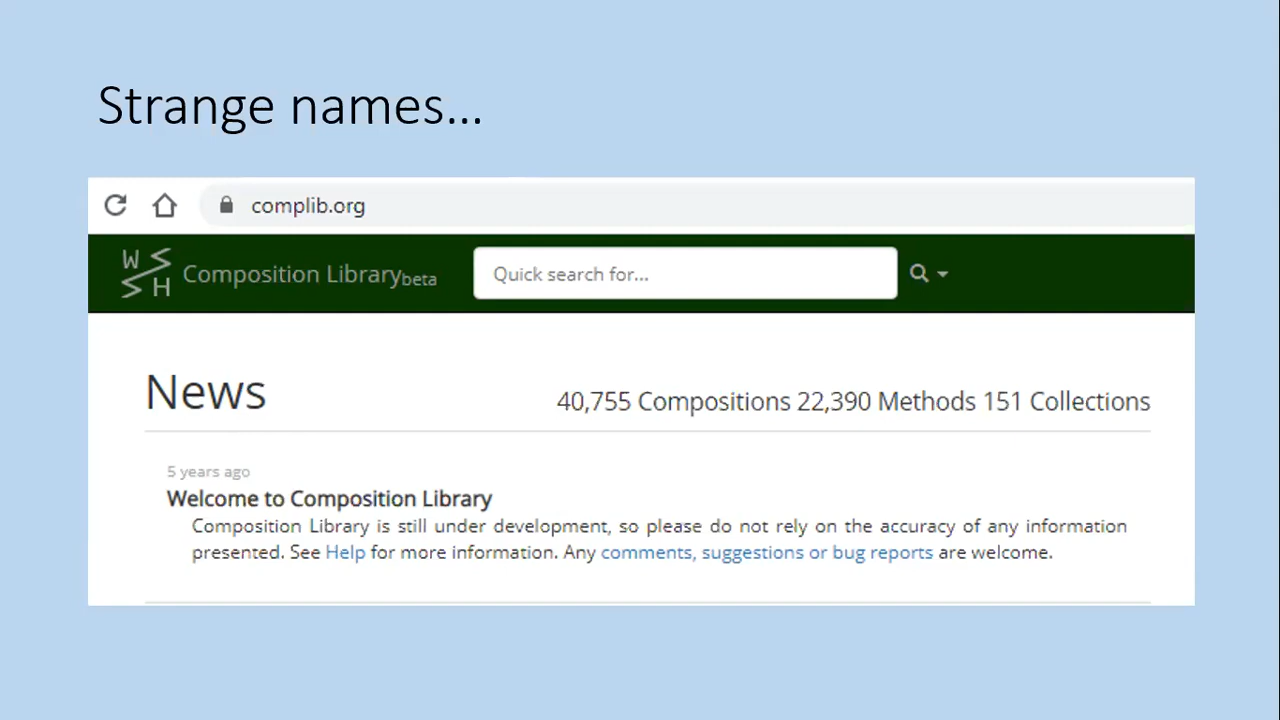 Strange names...
complib.org
W S
S H
Composition Library beta
Quick search for...
News
40,755 Compositions 22,390 Methods 151 Collections
5 years ago
Welcome to Composition Library
Composition Library is still under development, so please do not rely on the accuracy of any information
presented. See Help for more information. Any comments, suggestions or bug reports are welcome.